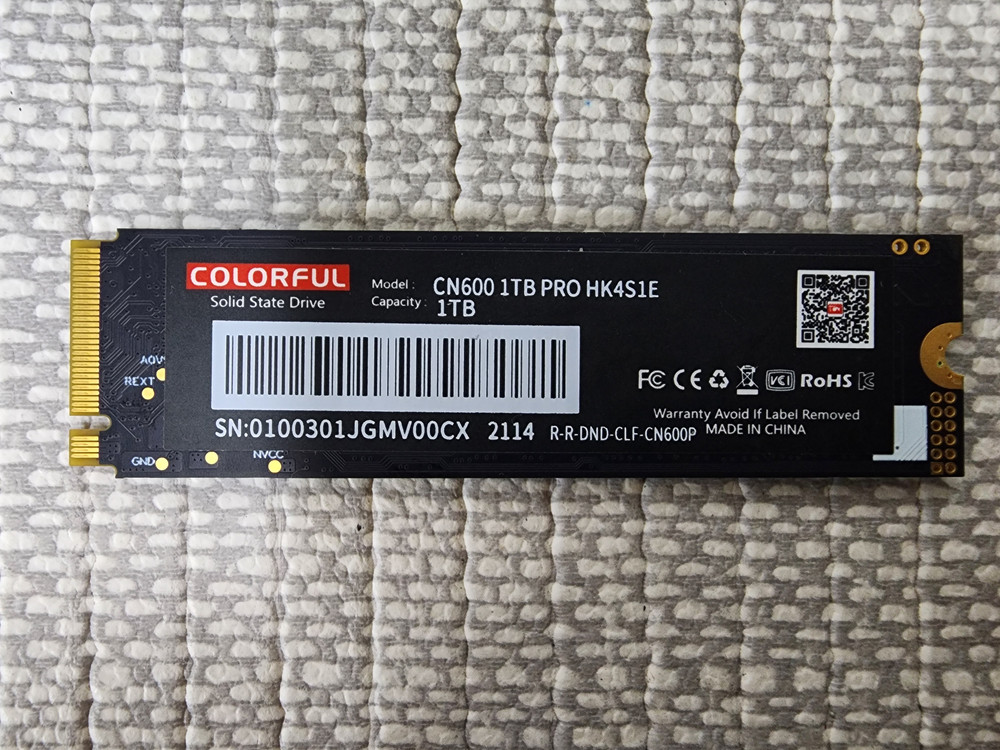 COLORFUL
Solid State Drive
Model : CN600 1TB PRO HK4S1E
Capacity : 1TB
SN:0100301JGMV00CX 2114 R-R-DND-CLF-CN600P
FC CE VCI RoHS
Warranty Avoid If Label Removed
MADE IN CHINA
REXT
GND
NVCC